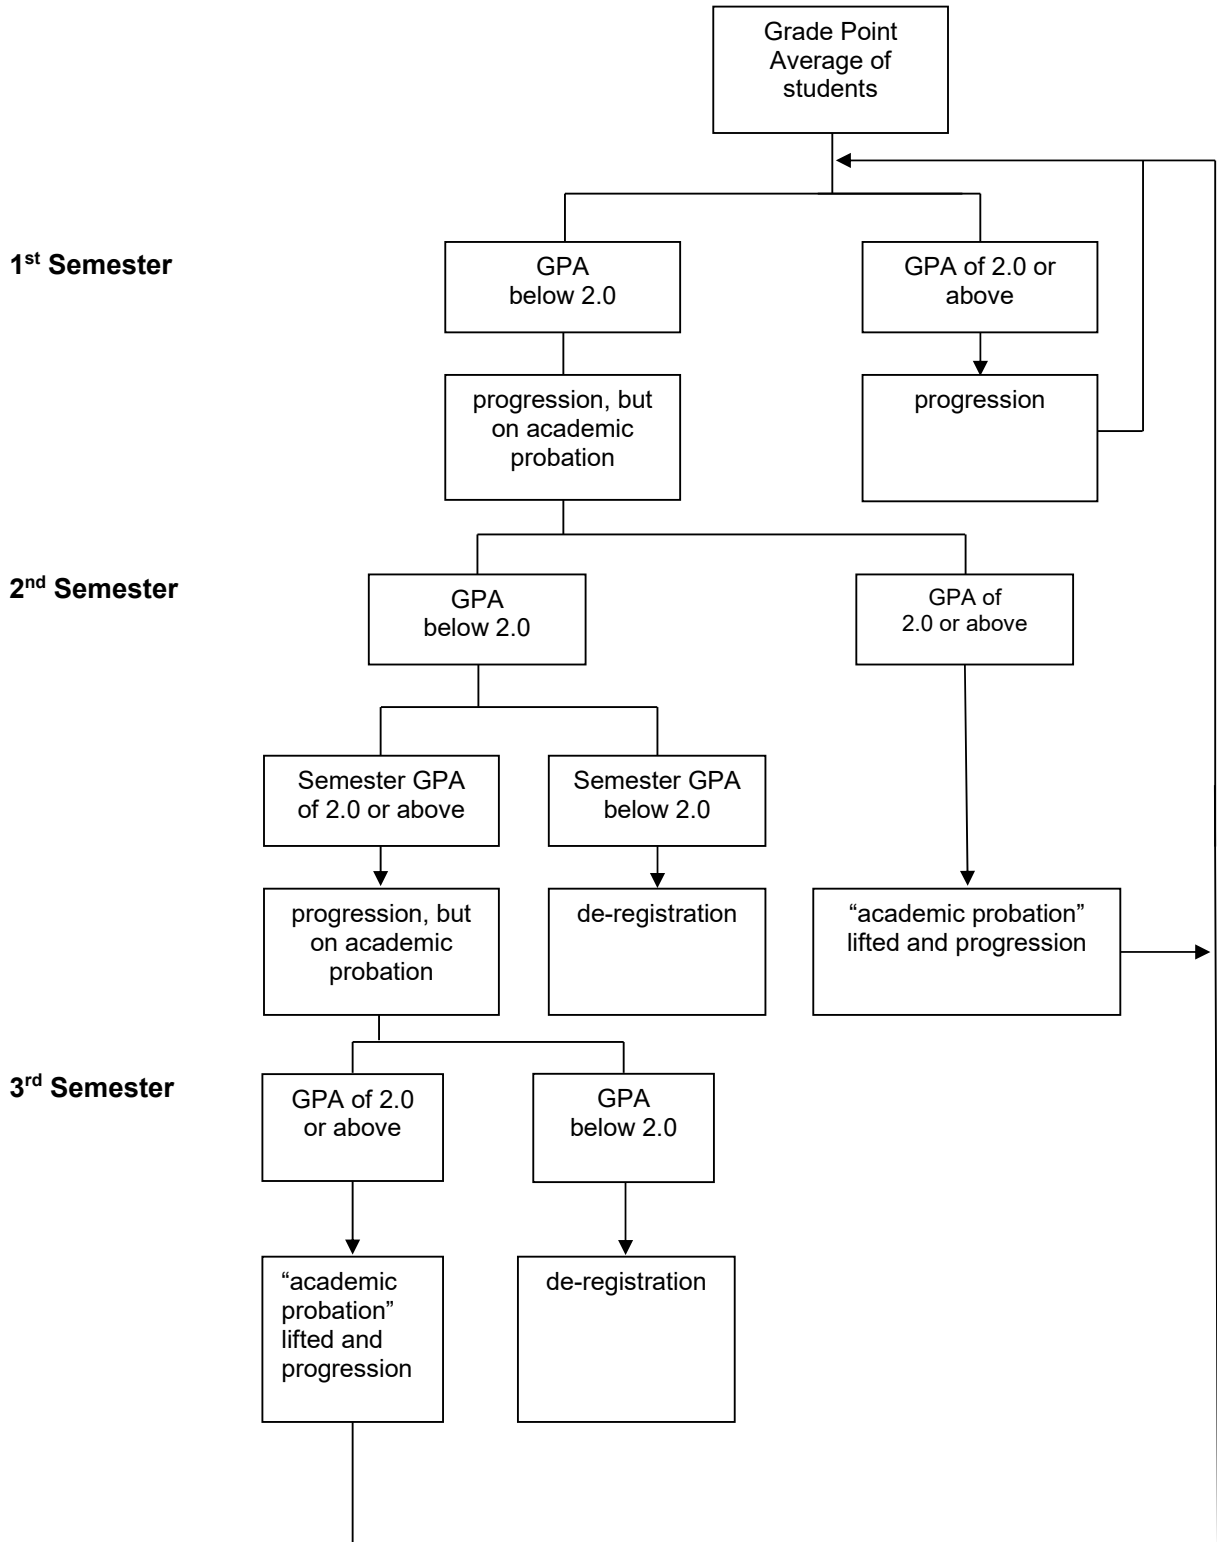 Grade Point
Average of
students
1st Semester
GPA
below 2.0
GPA of 2.0 or
above
progression, but
on academic
probation
progression
2nd Semester
GPA
below 2.0
GPA of
2.0 or above
Semester GPA
of 2.0 or above
Semester GPA
below 2.0
progression, but
on academic
probation
de-registration
“academic probation”
lifted and progression
3rd Semester
GPA of 2.0
or above
GPA
below 2.0
“academic
probation”
lifted and
progression
de-registration